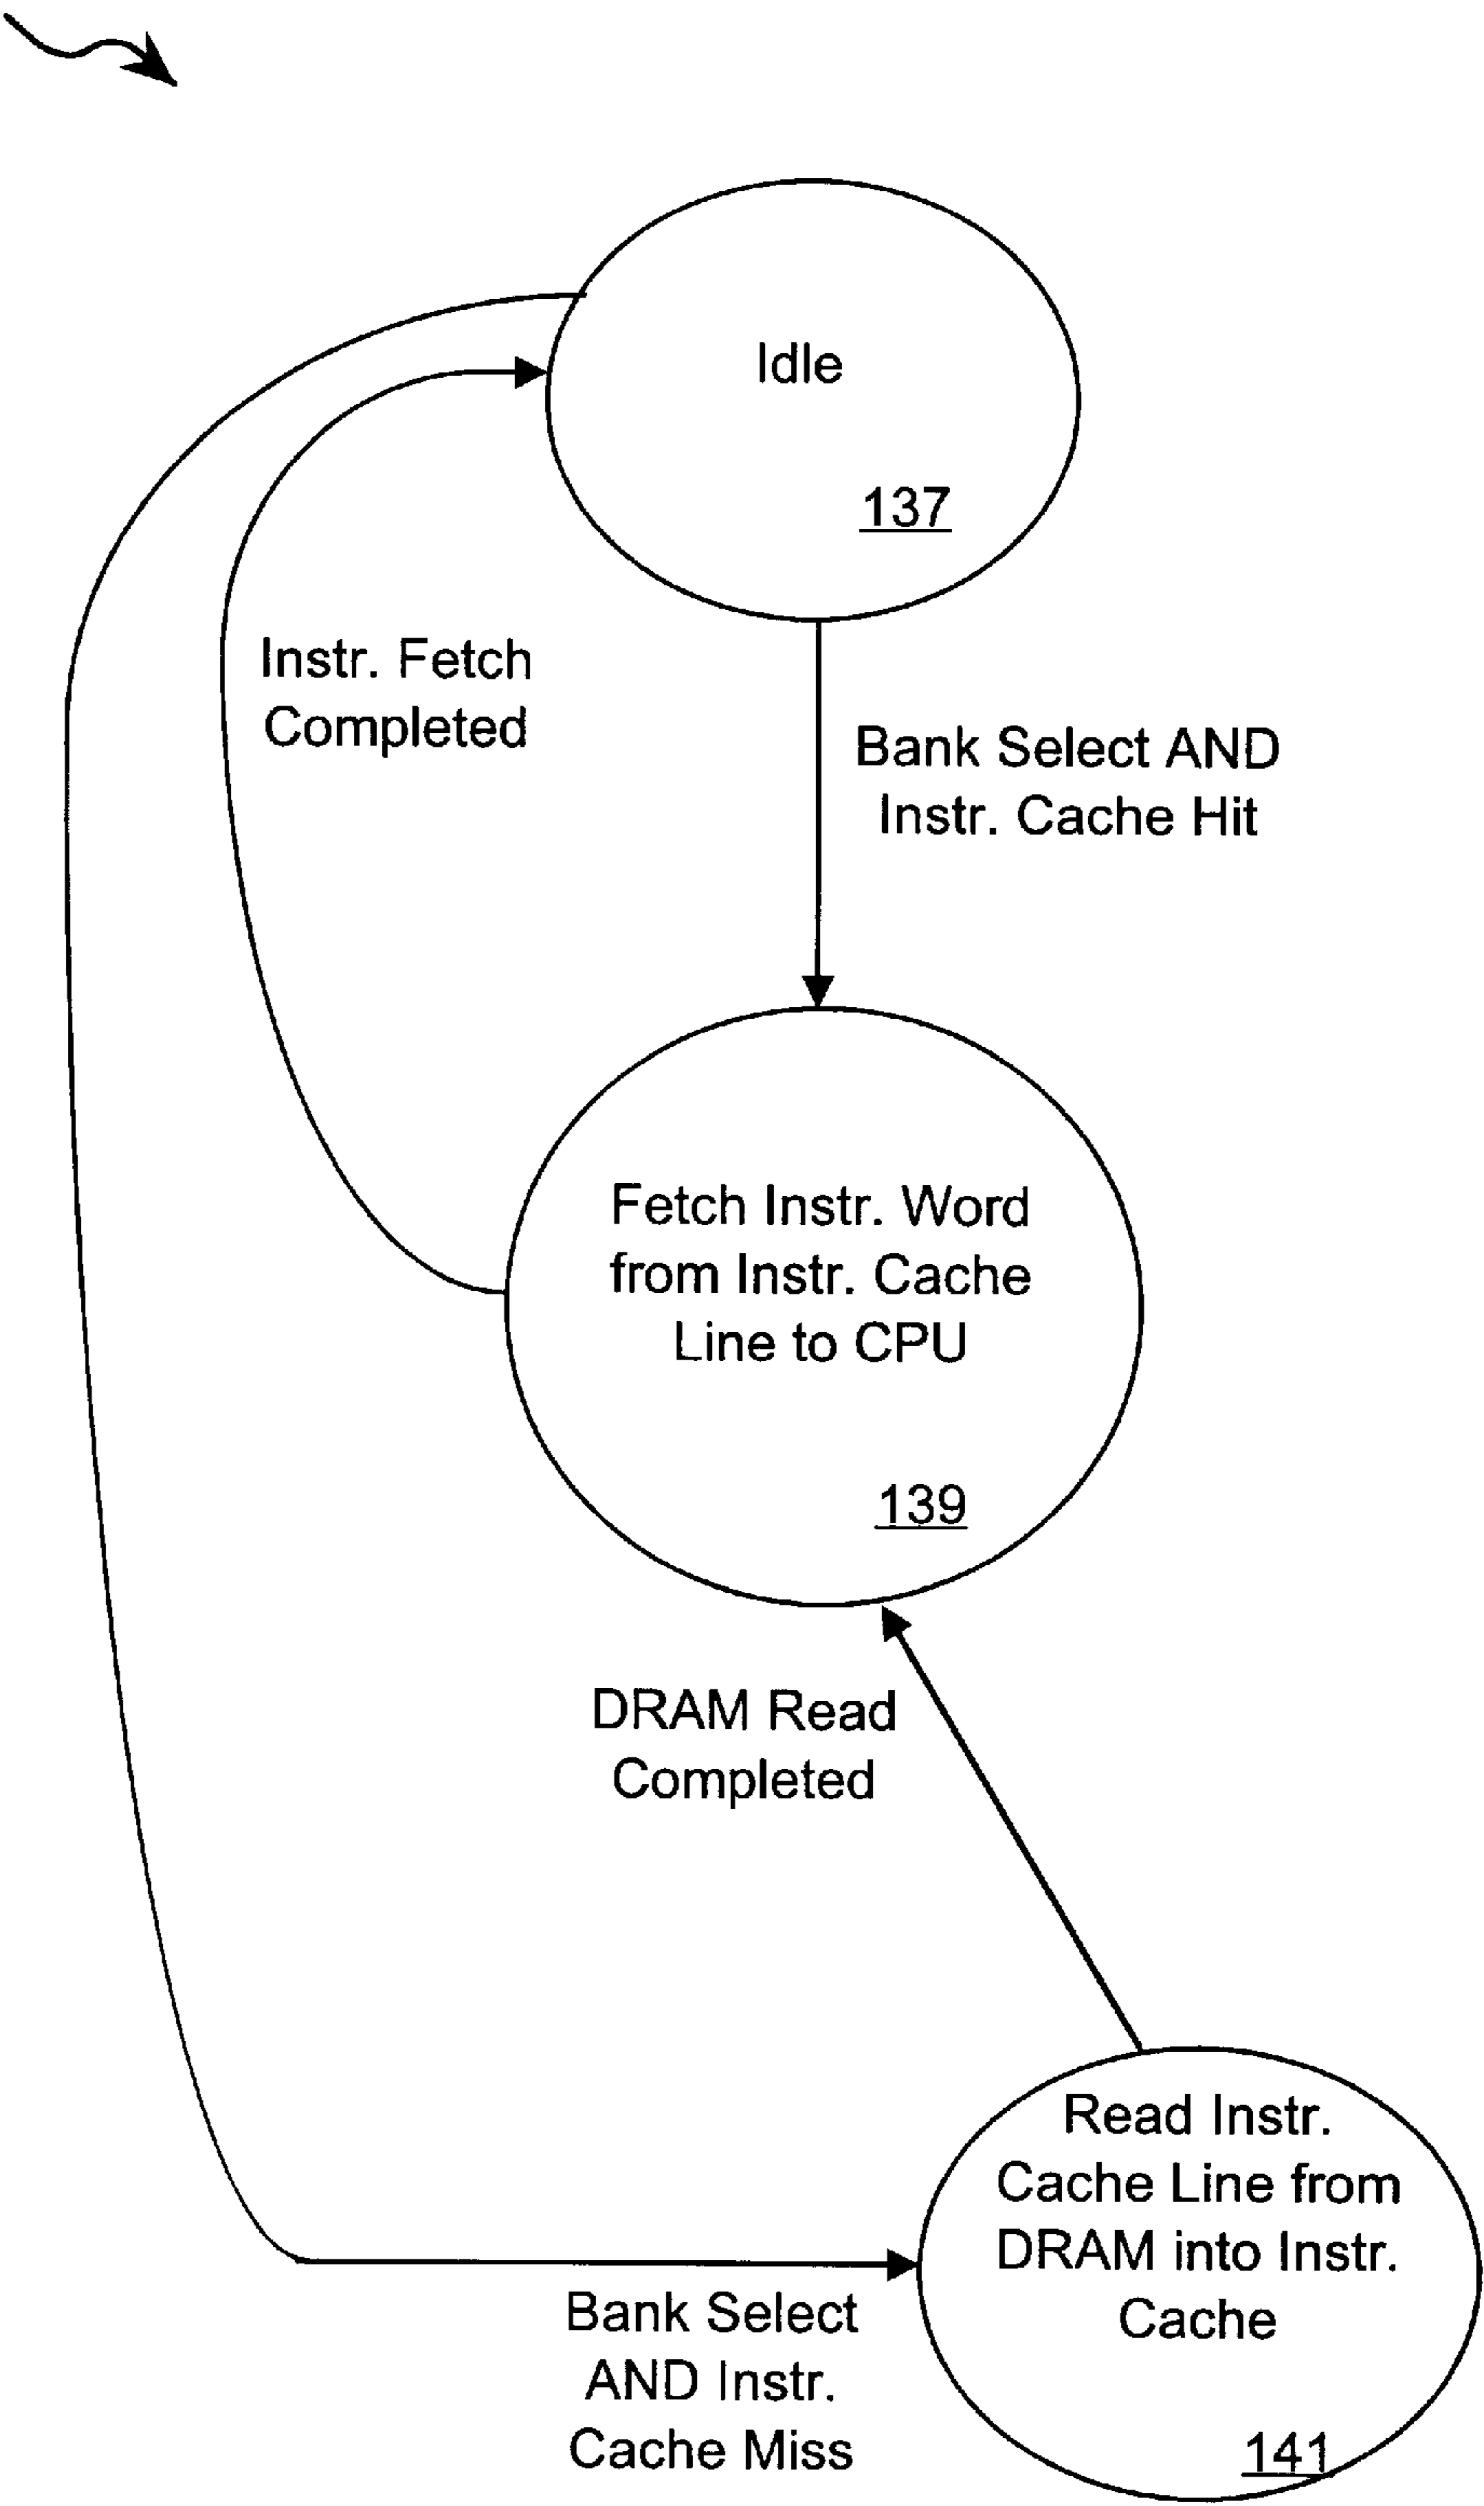 Idle
137
Instr. Fetch
Completed
Bank Select AND
Instr. Cache Hit
Fetch Instr. Word
from Instr. Cache
Line to CPU
139
DRAM Read
Completed
Read Instr.
Cache Line from
DRAM into Instr.
Cache
141
Bank Select
AND Instr.
Cache Miss